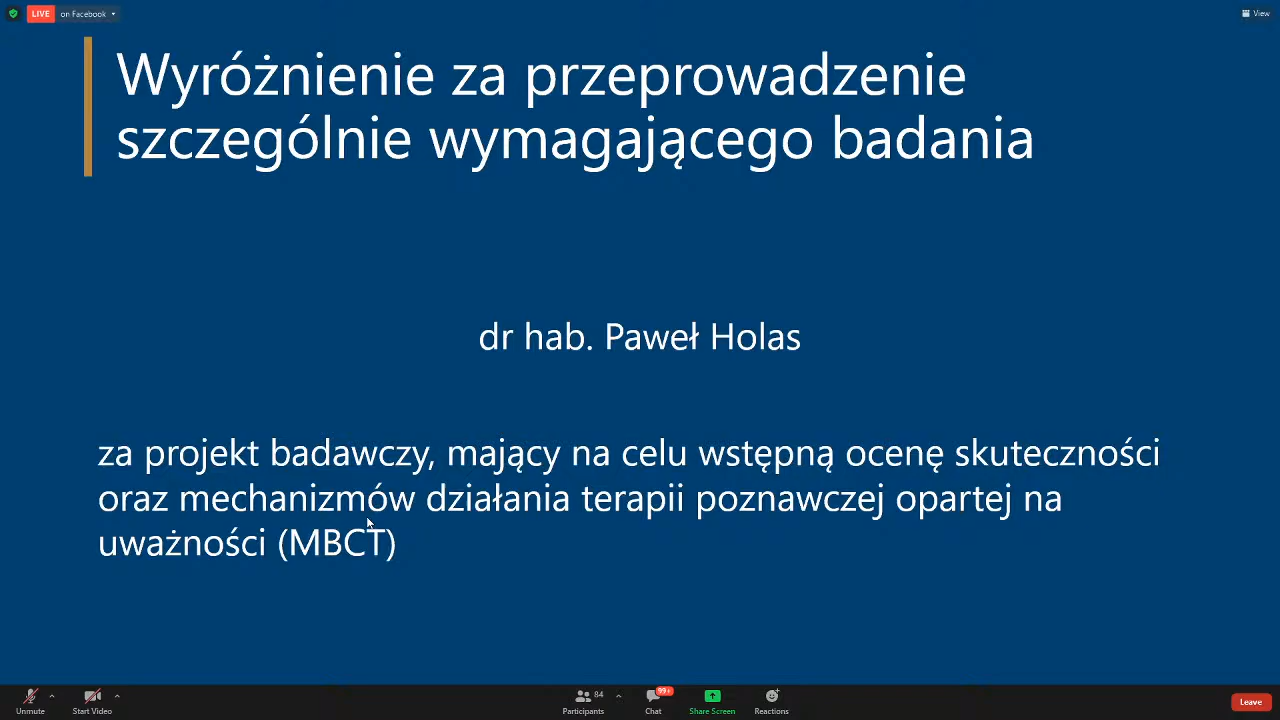 LIVE on Facebook
View
Wyróżnienie za przeprowadzenie
szczególnie wymagającego badania
dr hab. Paweł Holas
za projekt badawczy, mający na celu wstępną ocenę skuteczności
oraz mechanizmów działania terapii poznawczej opartej na
uważności (MBCT)
84
99+
Unmute
Start Video
Participants
Chat
Share Screen
Reactions
Leave